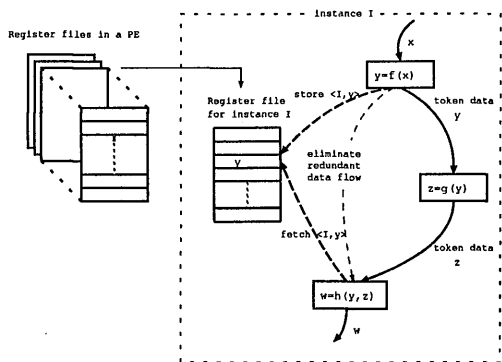 instance I
Register files in a PE
x
y=f(x)
store <I,y>
token data
y
Register file
for instance I
y
eliminate
redundant
data flow
z=g(y)
fetch <I,y>
token data
z
w=h(y,z)
w